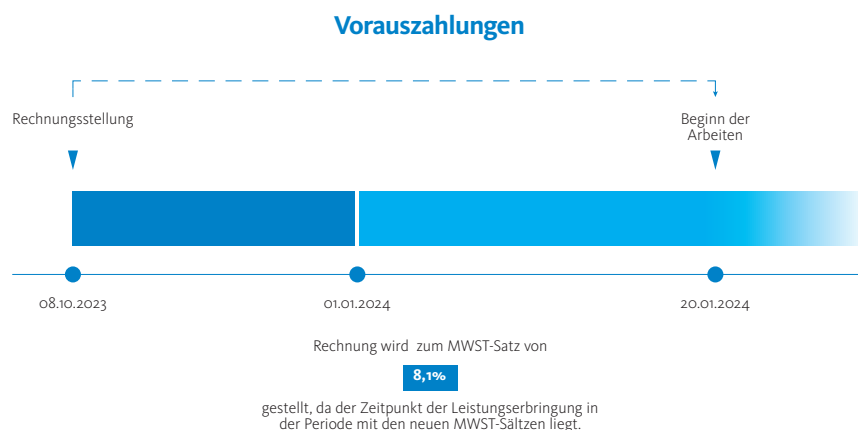 Vorauszahlungen
Rechnungsstellung
Beginn der
Arbeiten
08.10.2023
01.01.2024
20.01.2024
Rechnung wird zum MWST-Satz von
8,1%
gestellt, da der Zeitpunkt der Leistungserbringung in
der Periode mit den neuen MWST-Sältzen liegt.